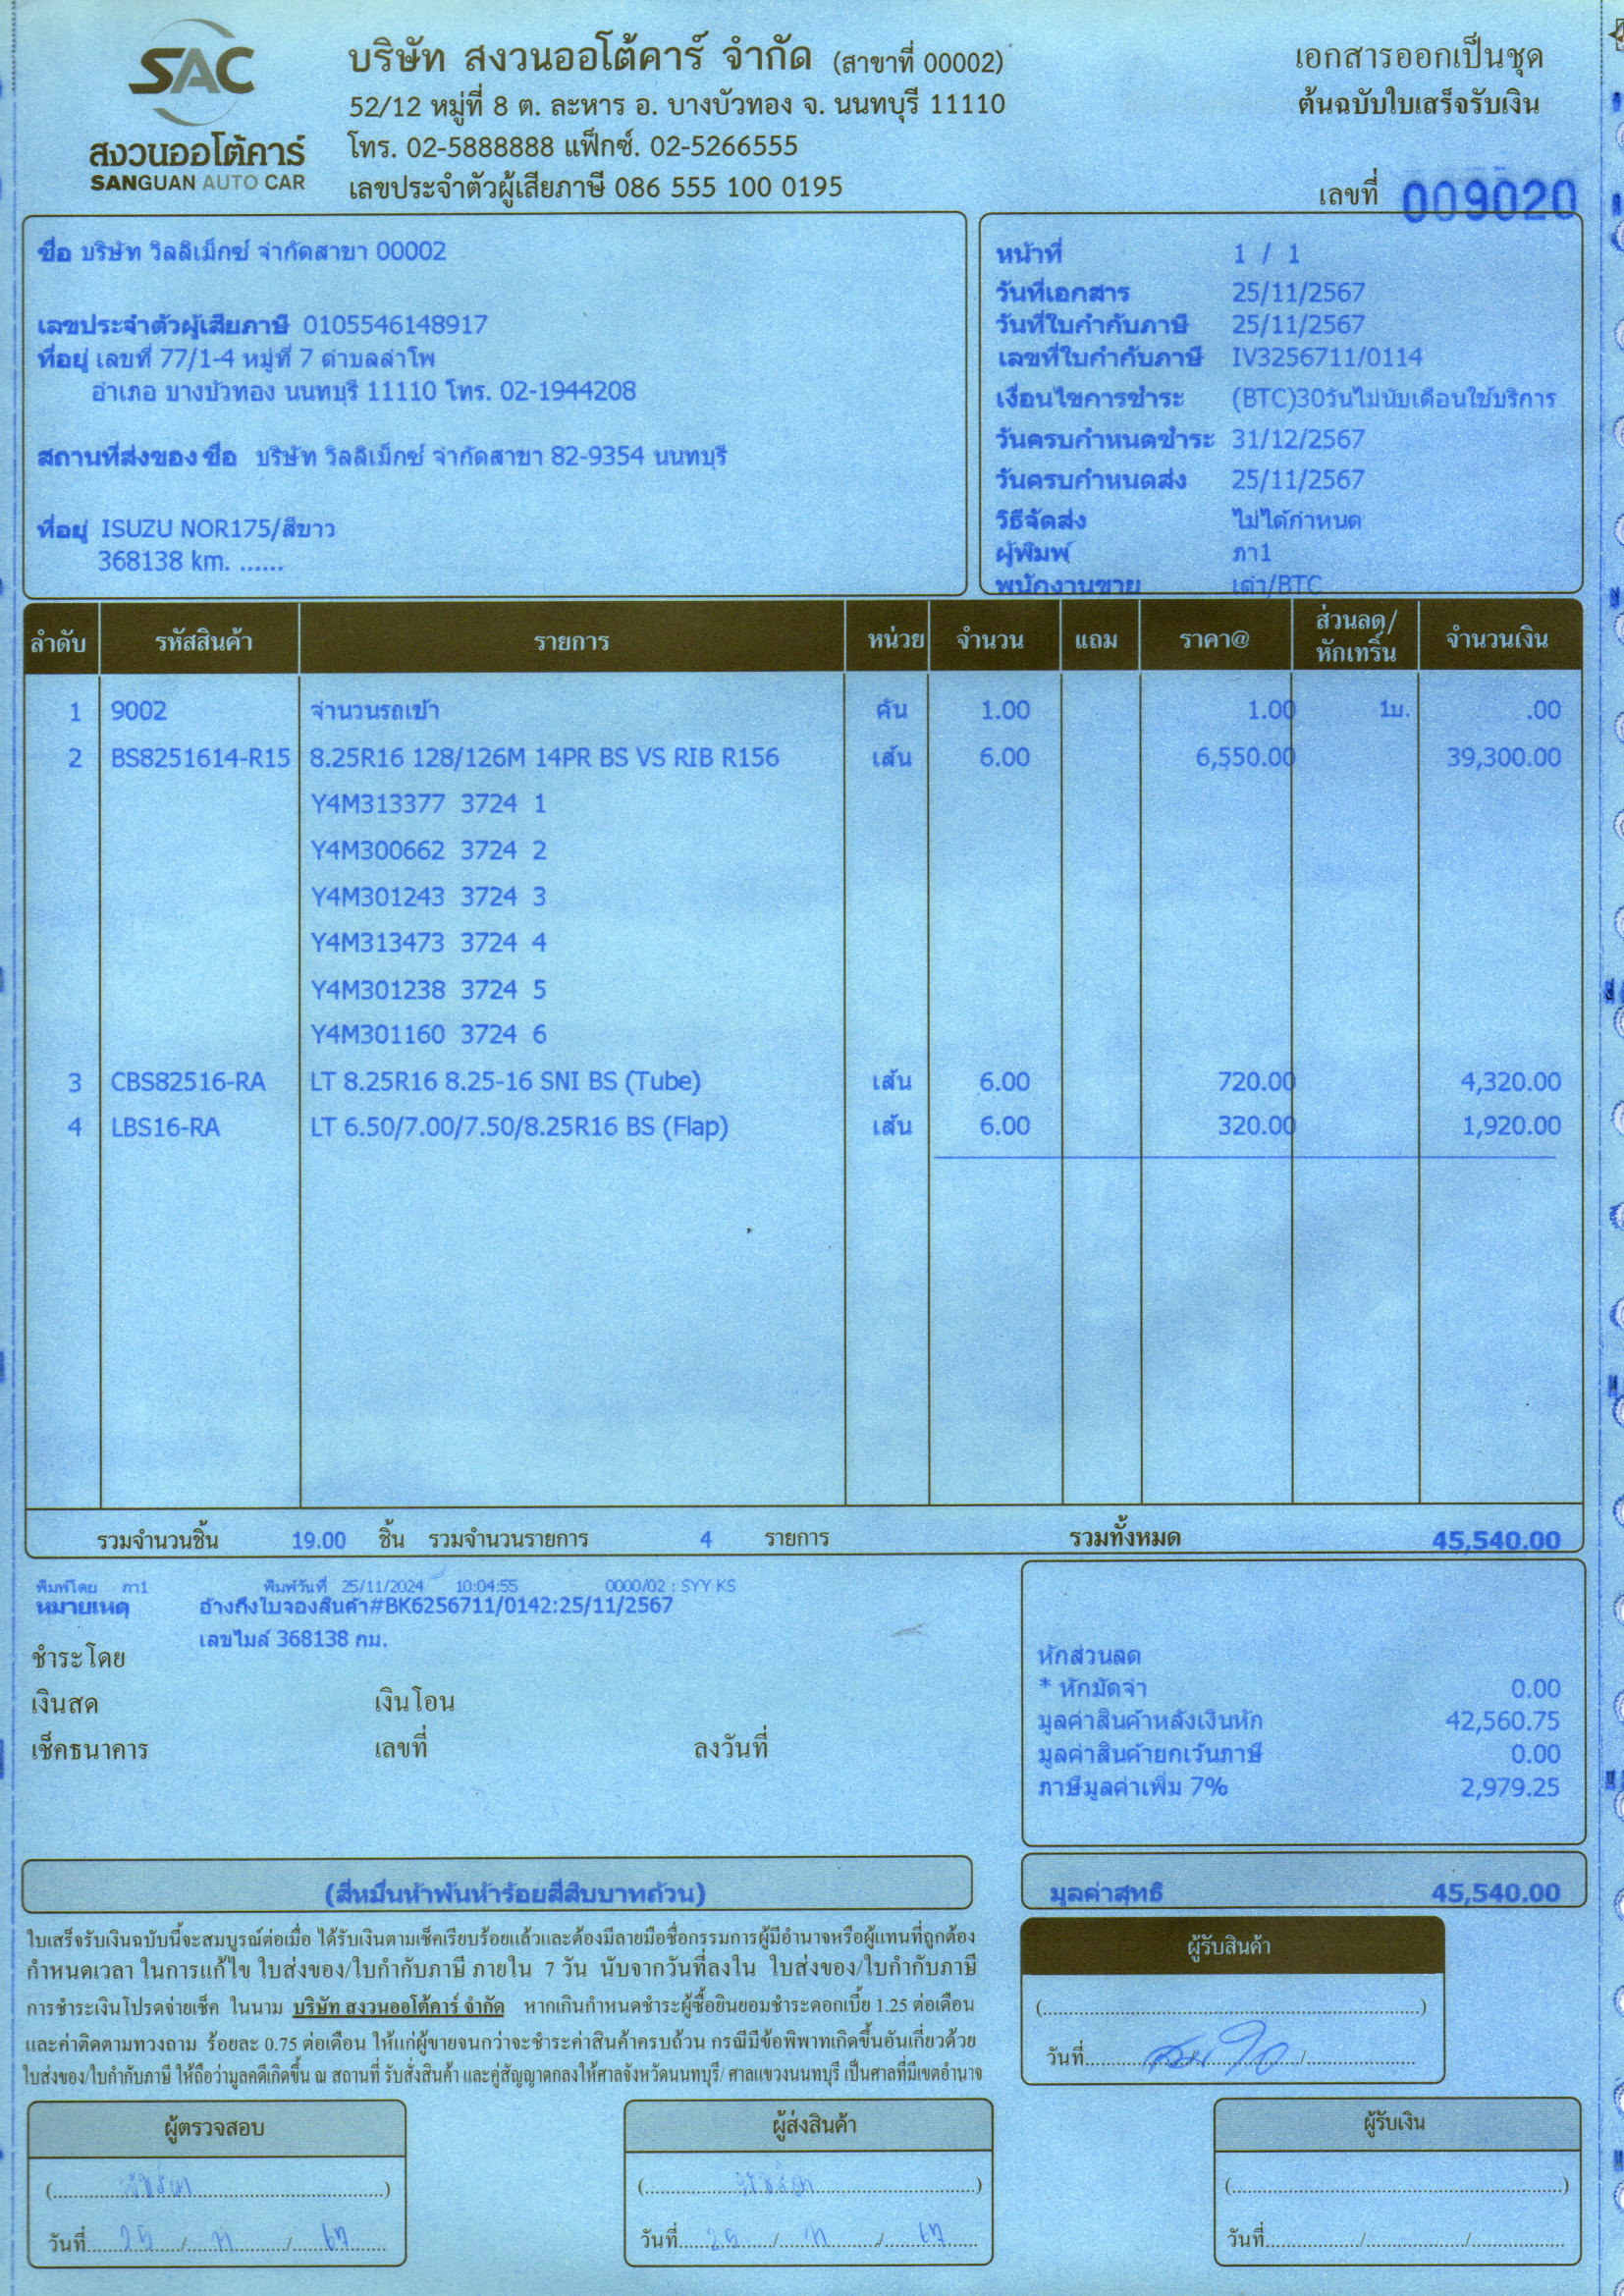 SAC
สงวนออโต้คาร์
SANGUAN AUTO CAR
บริษัท สงวนออโต้คาร์ จำกัด (สาขาที่ 00002)
52/12 หมู่ที่ 8 ต. ละหาร อ. บางบัวทอง จ. นนทบุรี 11110
โทร. 02-5888888 แฟ็กซ์. 02-5266555
เลขประจำตัวผู้เสียภาษี 086 555 100 0195
เอกสารออกเป็นชุด
ต้นฉบับใบเสร็จรับเงิน
เลขที่ 009020
ชื่อ บริษัท วิลลิเม็กซ์ จำกัดสาขา 00002
เลขประจำตัวผู้เสียภาษี 0105546148917
ที่อยู่ เลขที่ 77/1-4 หมู่ที่ 7 ตำบลลำโพ
อำเภอ บางบัวทอง นนทบุรี 11110 โทร. 02-1944208
สถานที่ส่งของ ชื่อ บริษัท วิลลิเม็กซ์ จำกัดสาขา 82-9354 นนทบุรี
ที่อยู่ ISUZU NOR175/สีขาว
368138 km. ......
หน้าที่ 1 / 1
วันที่เอกสาร 25/11/2567
วันที่ใบกำกับภาษี 25/11/2567
เลขที่ใบกำกับภาษี IV3256711/0114
เงื่อนไขการชำระ (BTC)30วันไม่นับเดือนใช้บริการ
วันครบกำหนดชำระ 31/12/2567
วันครบกำหนดส่ง 25/11/2567
วิธีจัดส่ง ไม่ได้กำหนด
ผู้พิมพ์ ภา1
พนักงานขาย เต่า/BTC
ลำดับ รหัสสินค้า รายการ หน่วย จำนวน แถม ราคา@ ส่วนลด/หักเทริ์น จำนวนเงิน
1 9002 จำนวนรถเข้า คัน 1.00 1.00 1บ. .00
2 BS8251614-R15 8.25R16 128/126M 14PR BS VS RIB R156 เส้น 6.00 6,550.00 39,300.00
Y4M313377 3724 1
Y4M300662 3724 2
Y4M301243 3724 3
Y4M313473 3724 4
Y4M301238 3724 5
Y4M301160 3724 6
3 CBS82516-RA LT 8.25R16 8.25-16 SNI BS (Tube) เส้น 6.00 720.00 4,320.00
4 LBS16-RA LT 6.50/7.00/7.50/8.25R16 BS (Flap) เส้น 6.00 320.00 1,920.00
รวมจำนวนชิ้น 19.00 ชิ้น รวมจำนวนรายการ 4 รายการ รวมทั้งหมด 45,540.00
พิมพ์โดย ภา1 พิมพ์วันที่ 25/11/2024 10:04:55 0000/02 : SYY KS
หมายเหตุ อ้างถึงใบจองสินค้า#BK6256711/0142:25/11/2567
เลขไมล์ 368138 กม.
ชำระโดย
เงินสด เงินโอน
เช็คธนาคาร เลขที่ ลงวันที่
หักส่วนลด
* หักมัดจำ 0.00
มูลค่าสินค้าหลังเงินหัก 42,560.75
มูลค่าสินค้ายกเว้นภาษี 0.00
ภาษีมูลค่าเพิ่ม 7% 2,979.25
(สี่หมื่นห้าพันห้าร้อยสี่สิบบาทถ้วน)
มูลค่าสุทธิ 45,540.00
ใบเสร็จรับเงินฉบับนี้จะสมบูรณ์ต่อเมื่อ ได้รับเงินตามเช็คเรียบร้อยแล้วและต้องมีลายมือชื่อกรรมการผู้มีอำนาจหรือผู้แทนที่ถูกต้อง
กำหนดเวลา ในการแก้ไข ใบส่งของ/ใบกำกับภาษี ภายใน 7 วัน นับจากวันที่ลงใน ใบส่งของ/ใบกำกับภาษี
การชำระเงินโปรดจ่ายเช็ค ในนาม บริษัท สงวนออโต้คาร์ จำกัด หากเกินกำหนดชำระผู้ซื้อยินยอมชำระดอกเบี้ย 1.25 ต่อเดือน
และค่าติดตามทวงถาม ร้อยละ 0.75 ต่อเดือน ให้แก่ผู้ขายจนกว่าจะชำระค่าสินค้าครบถ้วน กรณีมีข้อพิพาทเกิดขึ้นอันเกี่ยวด้วย
ใบส่งของ/ใบกำกับภาษี ให้ถือว่ามูลคดีเกิดขึ้น ณ สถานที่ รับสั่งสินค้า และคู่สัญญาตกลงให้ศาลจังหวัดนนทบุรี/ ศาลแขวงนนทบุรี เป็นศาลที่มีเขตอำนาจ
ผู้รับสินค้า
(....................)
วันที่......../......../........
ผู้ตรวจสอบ
วันที่ 25 / 11 / 67
ผู้ส่งสินค้า
วันที่ 25 / 11 / 67
ผู้รับเงิน
(....................)
วันที่......../......../........